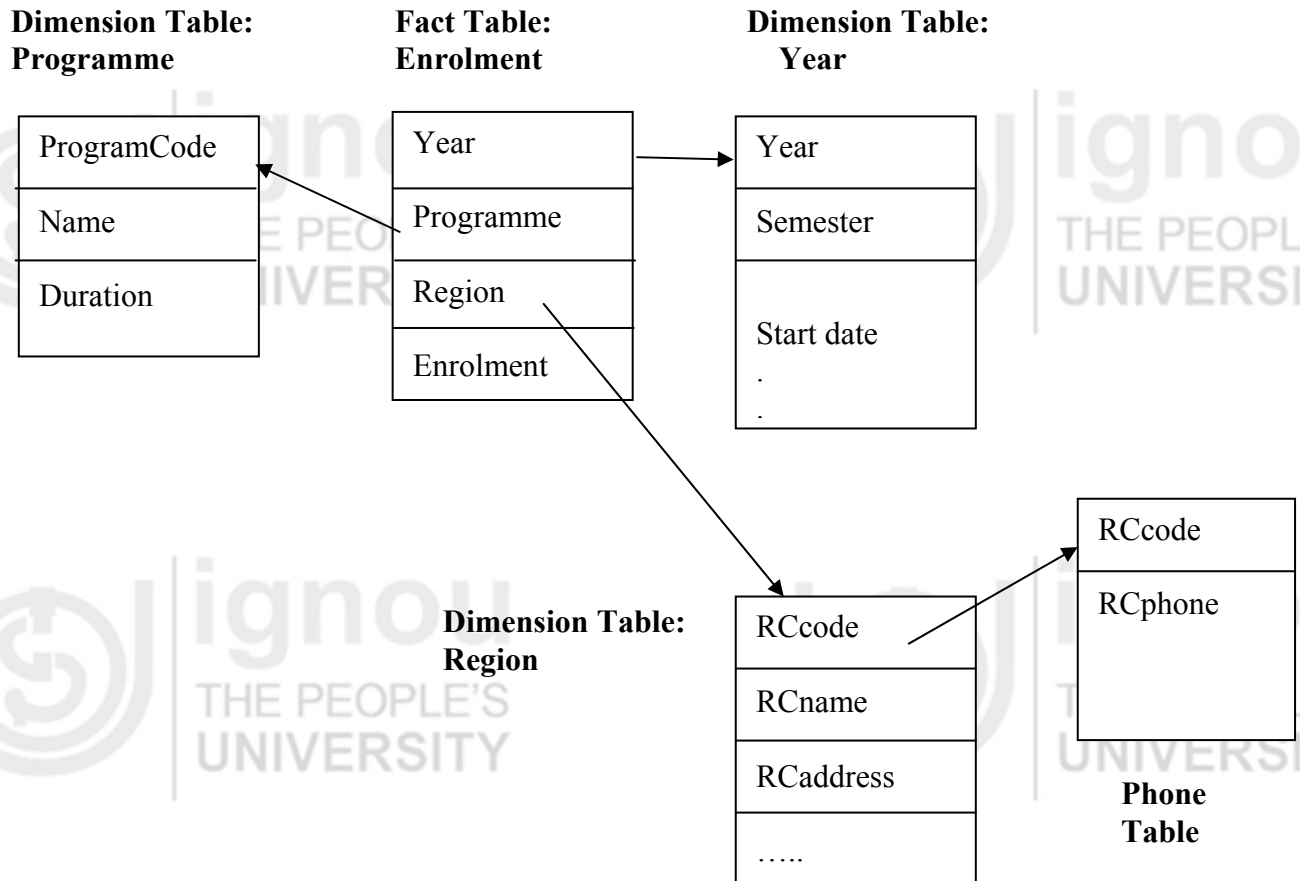 Dimension Table:
Programme
Fact Table:
Enrolment
Dimension Table:
Year
ProgramCode
Name
Duration
Year
Programme
Region
Enrolment
Year
Semester
Start date
.
.
Dimension Table:
Region
RCcode
RCname
RCaddress
…..
RCcode
RCphone
Phone
Table
ignou
THE PEOPLE'S
UNIVERSITY